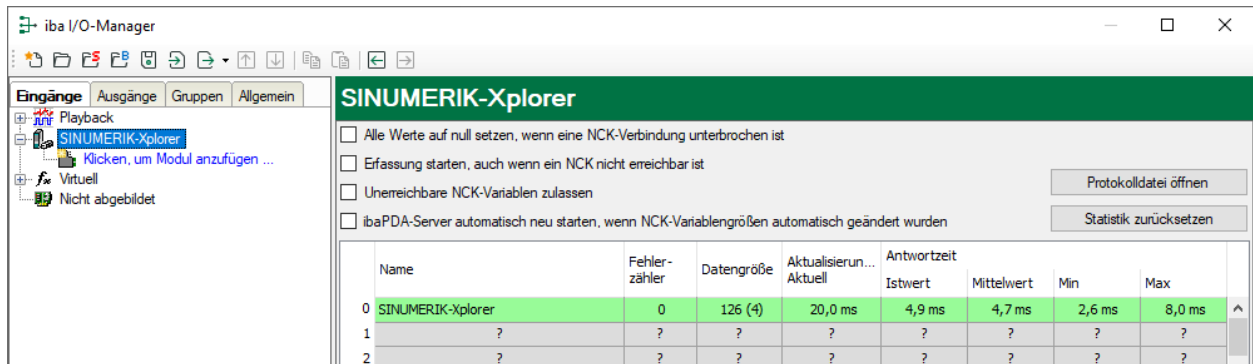 iba I/O-Manager
Eingänge Ausgänge Gruppen Allgemein
Playback
SINUMERIK-Xplorer
Klicken, um Modul anzufügen ...
Virtuell
Nicht abgebildet
SINUMERIK-Xplorer
Alle Werte auf null setzen, wenn eine NCK-Verbindung unterbrochen ist
Erfassung starten, auch wenn ein NCK nicht erreichbar ist
Unerreichbare NCK-Variablen zulassen
ibaPDA-Server automatisch neu starten, wenn NCK-Variablengrößen automatisch geändert wurden
Protokolldatei öffnen
Statistik zurücksetzen
Name Fehler-zähler Datengröße Aktualisierun... Aktuell Antwortzeit
Istwert Mittelwert Min Max
0 SINUMERIK-Xplorer 0 126 (4) 20,0 ms 4,9 ms 4,7 ms 2,6 ms 8,0 ms
1 ? ? ? ? ? ? ? ?
2 ? ? ? ? ? ? ? ?